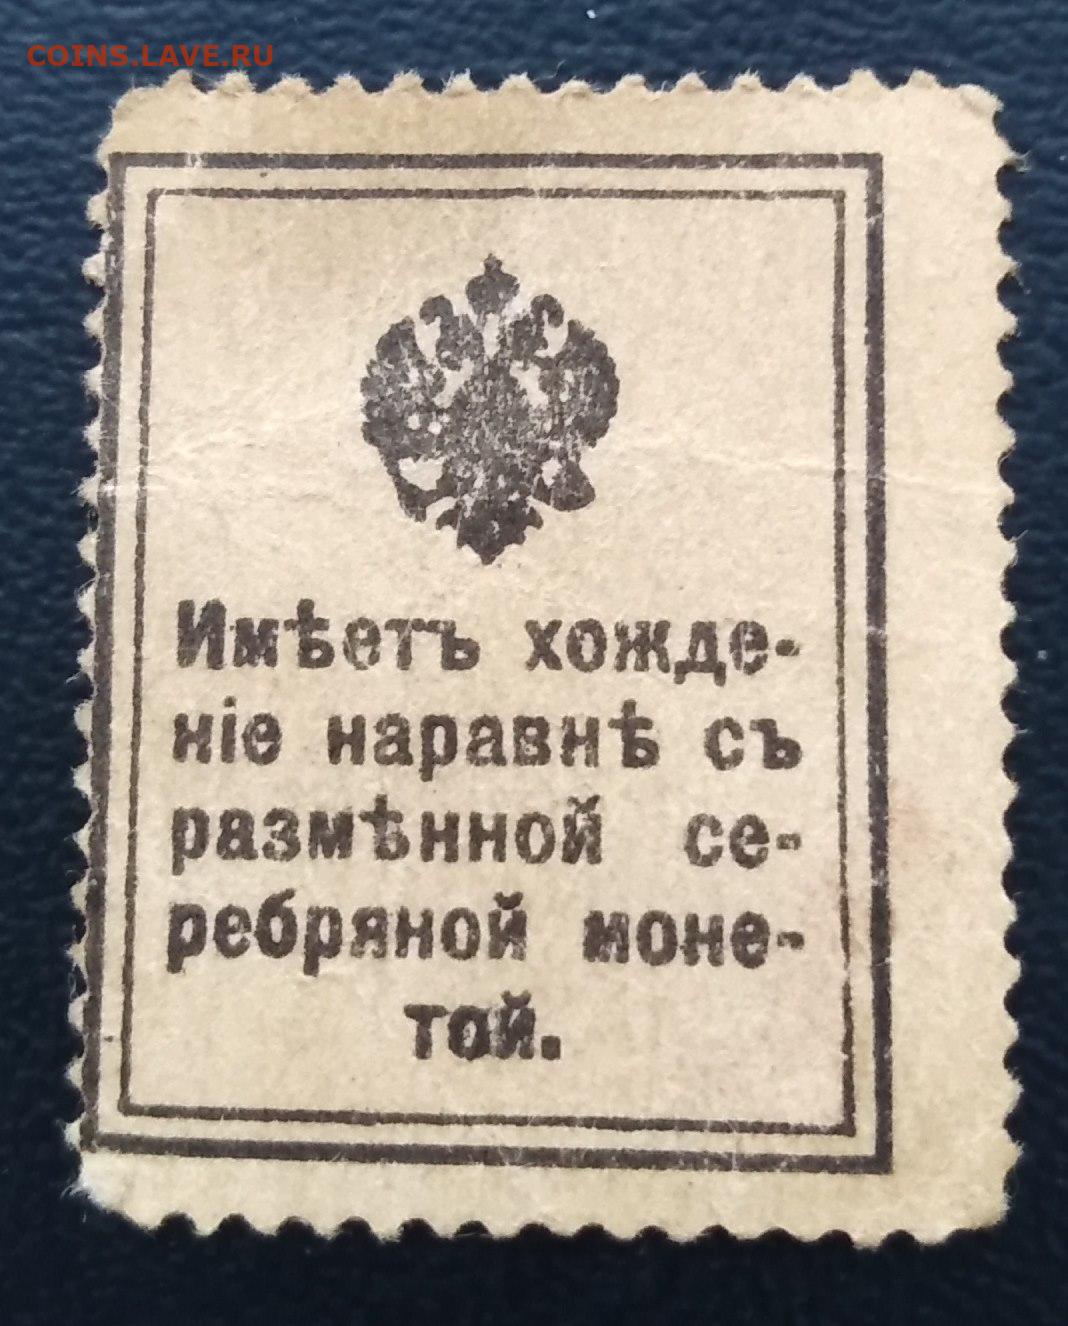 COINS.LAVE.RU
Имѣетъ хожде-
ніе наравнѣ съ
размѣнной се-
ребряной моне-
той.